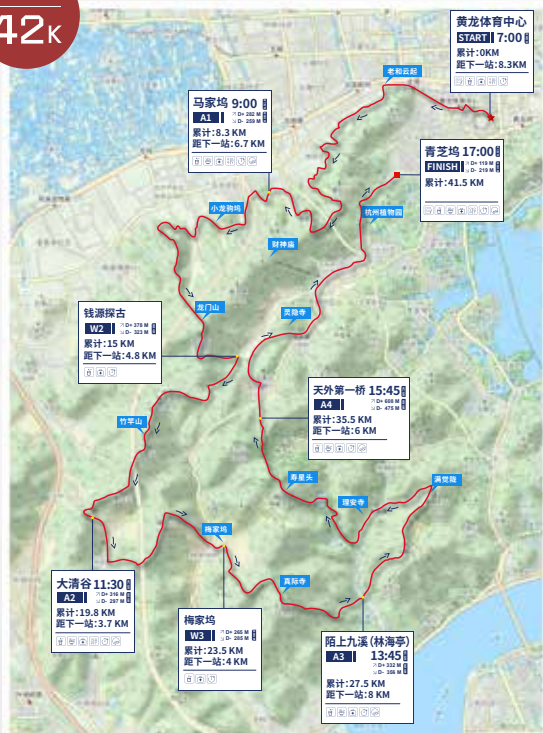 42K
黄龙体育中心
START 7:00
累计:0KM
距下一站:8.3KM
老和云起
马家坞 9:00
A1
D+ 282 M
D- 259 M
累计:8.3 KM
距下一站:6.7 KM
青芝坞 17:00
FINISH
D+ 119 M
D- 219 M
累计:41.5 KM
小龙驹坞
杭州植物园
财神庙
龙门山
灵隐寺
钱源探古
W2
D+ 378 M
D- 323 M
累计:15 KM
距下一站:4.8 KM
天外第一桥 15:45
A4
D+ 608 M
D- 475 M
累计:35.5 KM
距下一站:6 KM
竹竿山
寿星头
理安寺
满觉陇
梅家坞
真际寺
大清谷 11:30
A2
D+ 316 M
D- 297 M
累计:19.8 KM
距下一站:3.7 KM
梅家坞
W3
D+ 265 M
D- 285 M
累计:23.5 KM
距下一站:4 KM
陌上九溪(林海亭)
A3 13:45
D+ 332 M
D- 356 M
累计:27.5 KM
距下一站:8 KM